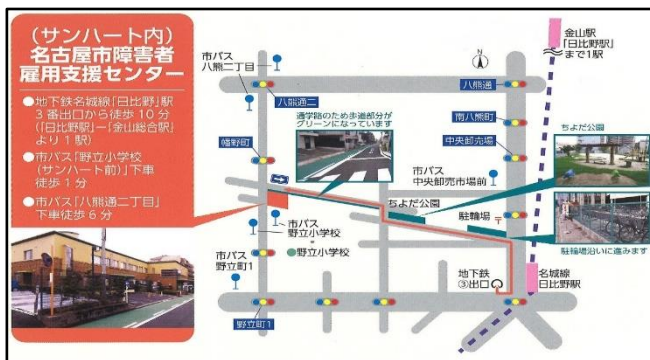 (サンハート内)
名古屋市障害者
雇用支援センター
●地下鉄名城線「日比野」駅
3番出口から徒歩10分
(「日比野駅」ー「金山総合駅」
より1駅)
●市バス「野立小学校
(サンハート前)」下車
徒歩1分
●市バス「八熊通二丁目」
下車徒歩6分
金山駅
「日比野駅」
まで1駅
市バス
八熊二丁目
N
八熊通二
八熊通
南八熊町
中央卸売場
通学路のため歩道部分が
グリーンになっています
ちよだ公園
幡野町
市バス
中央卸売市場前
ちよだ公園
駐輪場
〒
市バス
野立小学校
野立小学校
駐輪場沿いに進みます
市バス
野立町1
地下鉄
③出口
名城線
日比野駅
野立町1